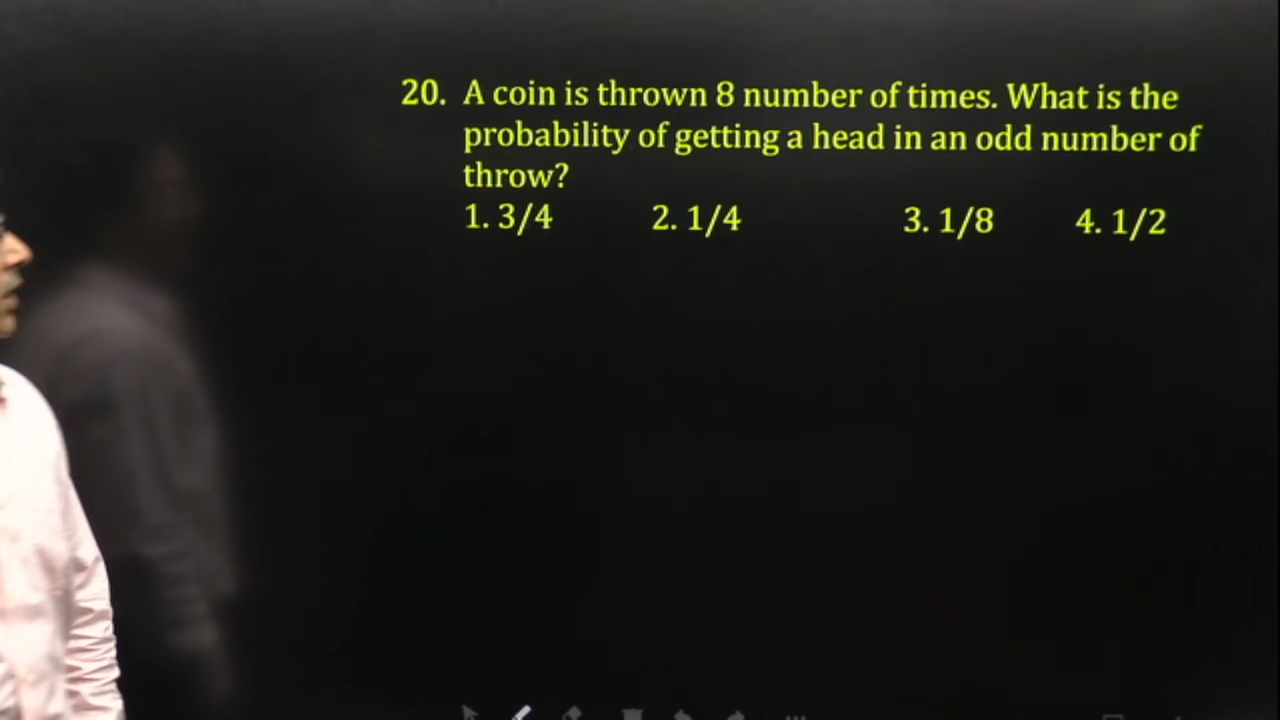 20. A coin is thrown 8 number of times. What is the
probability of getting a head in an odd number of
throw?
1. 3/4 2. 1/4 3. 1/8 4. 1/2